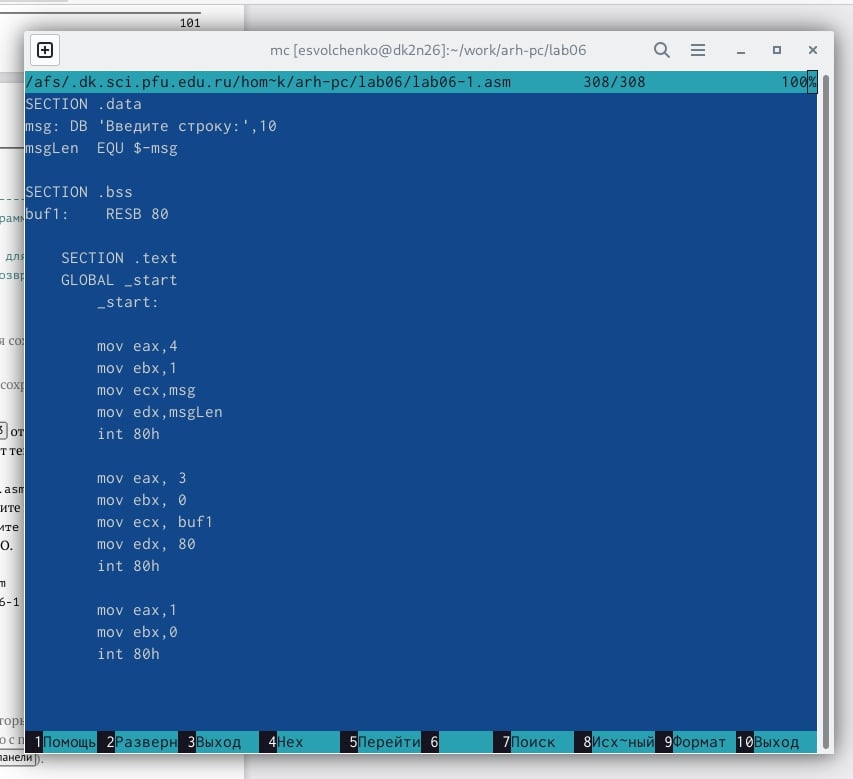 101
mc [esvolchenko@dk2n26]:~/work/arh-pc/lab06
/afs/.dk.sci.pfu.edu.ru/hom~k/arh-pc/lab06/lab06-1.asm 308/308 100%
SECTION .data
msg: DB 'Введите строку:',10
msgLen EQU $-msg
SECTION .bss
buf1: RESB 80
SECTION .text
GLOBAL _start
_start:
mov eax,4
mov ebx,1
mov ecx,msg
mov edx,msgLen
int 80h
mov eax, 3
mov ebx, 0
mov ecx, buf1
mov edx, 80
int 80h
mov eax,1
mov ebx,0
int 80h
1Помощь 2Разверн 3Выход 4Hex 5Перейти 6 7Поиск 8Исх~ный 9Формат 10Выход